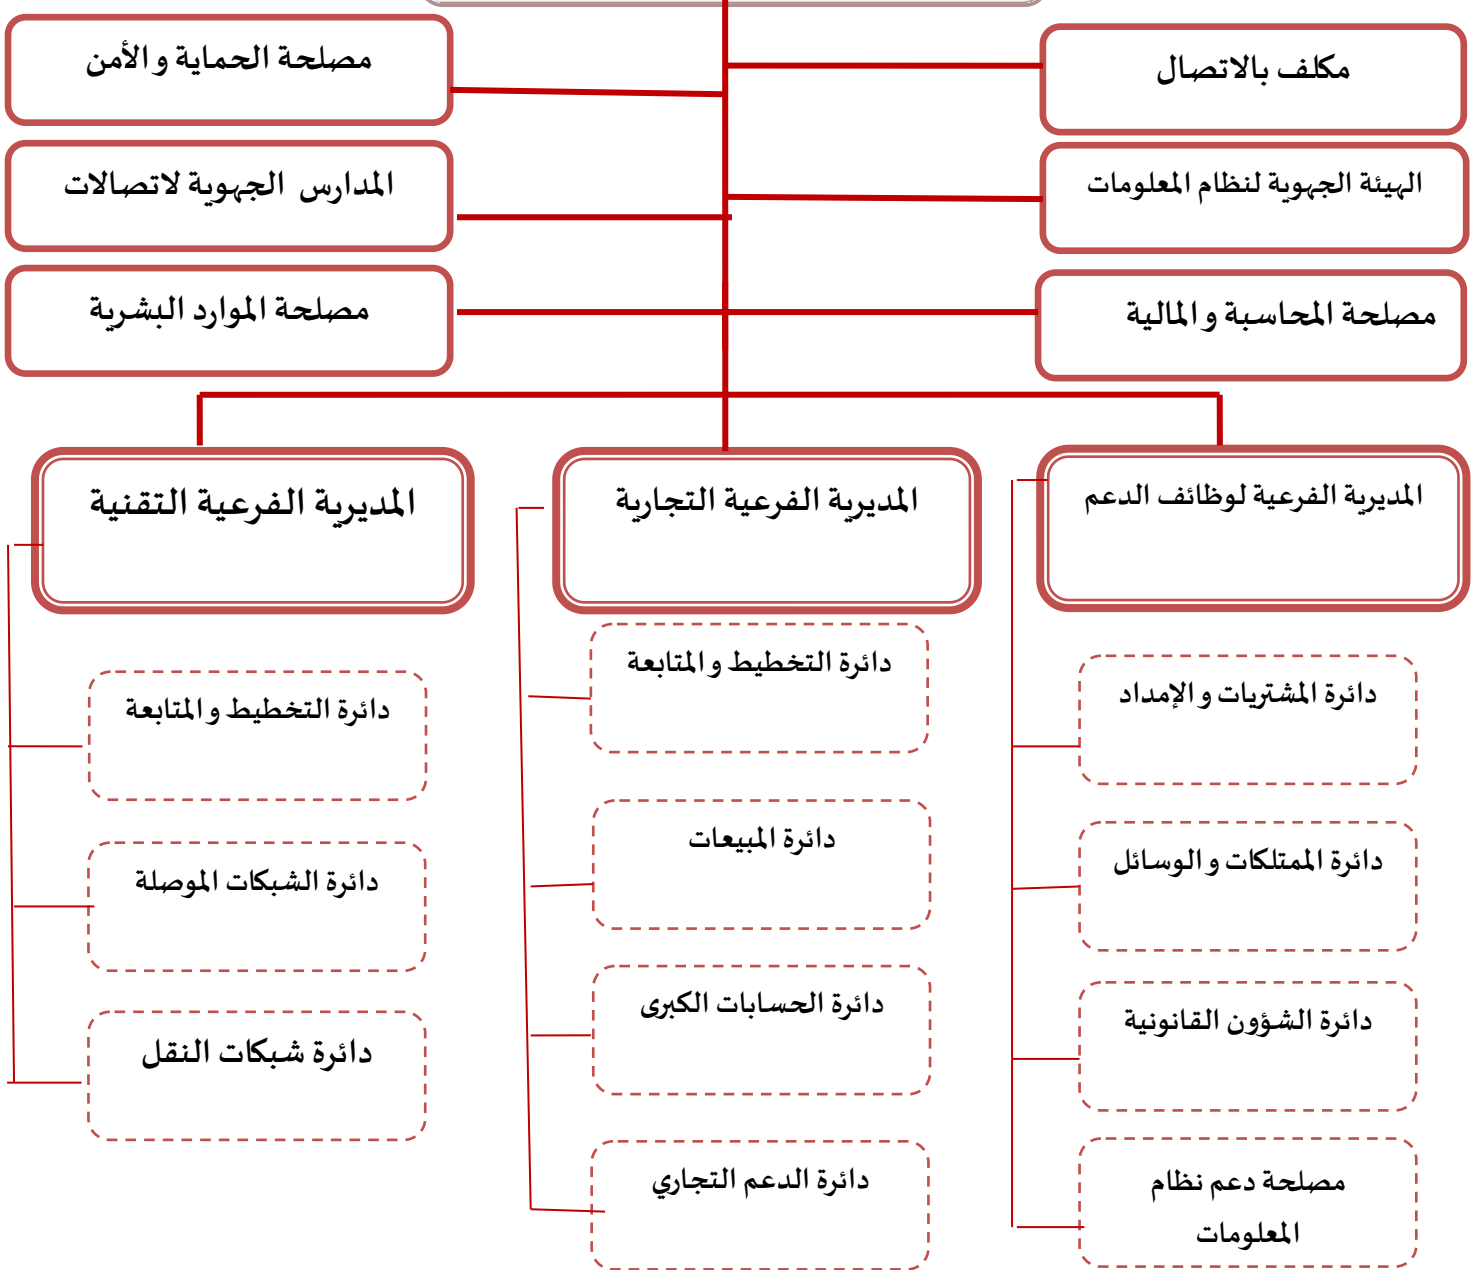 مكلف بالاتصال
مصلحة الحماية و الأمن
الهيئة الجهوية لنظام المعلومات
المدارس الجهوية لاتصالات
مصلحة المحاسبة و المالية
مصلحة الموارد البشرية
المديرية الفرعية لوظائف الدعم
المديرية الفرعية التجارية
المديرية الفرعية التقنية
دائرة المشتريات و الإمداد
دائرة الممتلكات و الوسائل
دائرة الشؤون القانونية
مصلحة دعم نظام
المعلومات
دائرة التخطيط و المتابعة
دائرة المبيعات
دائرة الحسابات الكبرى
دائرة الدعم التجاري
دائرة التخطيط و المتابعة
دائرة الشبكات الموصلة
دائرة شبكات النقل